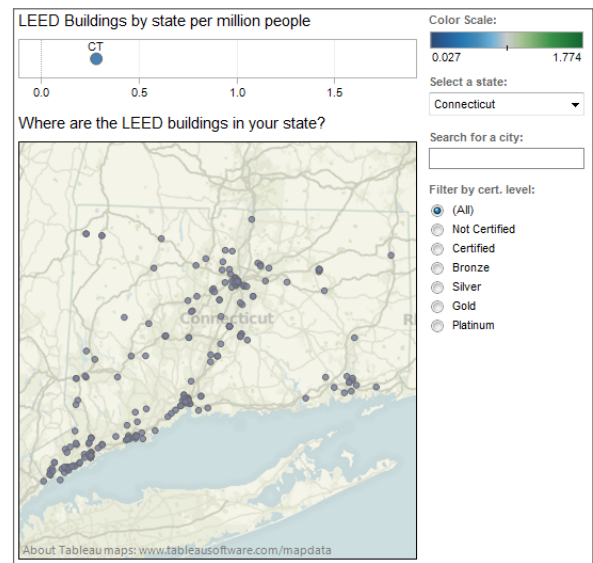 LEED Buildings by state per million people
CT
0.0 0.5 1.0 1.5
Where are the LEED buildings in your state?
Connecticut
RI
About Tableau maps: www.tableausoftware.com/mapdata
Color Scale:
0.027 1.774
Select a state:
Connecticut
Search for a city:
Filter by cert. level:
(All)
Not Certified
Certified
Bronze
Silver
Gold
Platinum